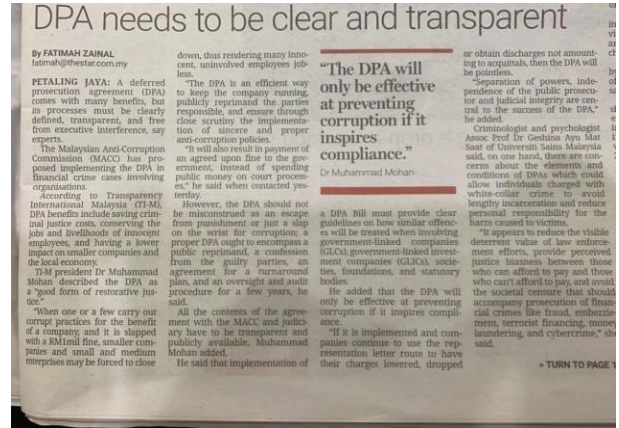 DPA needs to be clear and transparent
By FATIMAH ZAINAL
fatimah@thestar.com.my
PETALING JAYA: A deferred
prosecution agreement (DPA)
comes with many benefits, but
its processes must be clearly
defined, transparent, and free
from executive interference, say
experts.
The Malaysian Anti-Corruption
Commission (MACC) has pro-
posed implementing the DPA in
financial crime cases involving
organisations.
According to Transparency
International Malaysia (TI-M),
DPA benefits include saving crim-
inal justice costs, conserving the
jobs and livelihoods of innocent
employees, and having a lower
impact on smaller companies and
the local economy.
TI-M president Dr Muhammad
Mohan described the DPA as
a "good form of restorative jus-
tice."
"When one or a few carry out
corrupt practices for the benefit
of a company, and it is slapped
with a RM1mil fine, smaller com-
panies and small and medium
enterprises may be forced to close
down, thus rendering many inno-
cent, uninvolved employees job-
less.
"The DPA is an efficient way
to keep the company running,
publicly reprimand the parties
responsible, and ensure through
close scrutiny the implementa-
tion of sincere and proper
anti-corruption policies.
"It will also result in payment of
an agreed upon fine to the gov-
ernment, instead of spending
public money on court process-
es," he said when contacted yes-
terday.
However, the DPA should not
be misconstrued as an escape
from punishment or just a slap
on the wrist for corruption; a
proper DPA ought to encompass a
public reprimand, a confession
from the guilty parties, an
agreement for a turnaround
plan, and an oversight and audit
procedure for a few years, he
said.
All the contents of the agree-
ment with the MACC and judici-
ary have to be transparent and
publicly available, Muhammad
Mohan added.
He said that implementation of
"The DPA will
only be effective
at preventing
corruption if it
inspires
compliance."
Dr Muhammad Mohan
a DPA Bill must provide clear
guidelines on how similar offenc-
es will be treated when involving
government-linked companies
(GLCs), government-linked invest-
ment companies (GLICs), socie-
ties, foundations, and statutory
bodies.
He added that the DPA will
only be effective at preventing
corruption if it inspires compli-
ance.
"If it is implemented and com-
panies continue to use the rep-
resentation letter route to have
their charges lowered, dropped
or obtain discharges not amount-
ing to acquittals, then the DPA will
be pointless.
"Separation of powers, inde-
pendence of the public prosecu-
tor and judicial integrity are cen-
tral to the success of the DPA,"
he added.
Criminologist and psychologist
Assoc Prof Dr Geshina Ayu Mat
Saat of Universiti Sains Malaysia
said, on one hand, there are con-
cerns about the elements and
conditions of DPAs which could
allow individuals charged with
white-collar crime to avoid
lengthy incarceration and reduce
personal responsibility for the
harm caused to victims.
"It appears to reduce the visible
deterrent value of law enforce-
ment efforts, provide perceived
justice biasness between those
who can afford to pay and those
who can't afford to pay, and avoid
the societal censure that should
accompany prosecution of finan-
cial crimes like fraud, embezzle-
ment, terrorist financing, money
laundering, and cybercrime," she
said.
> TURN TO PAGE